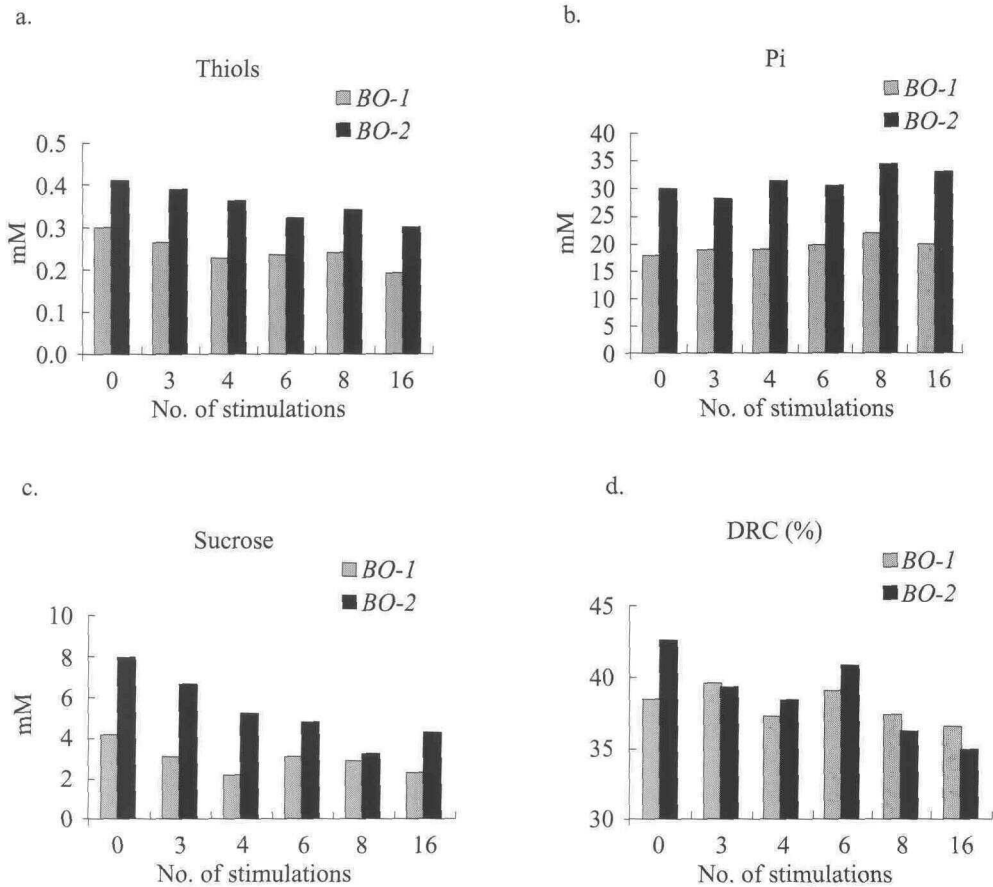 a.
Thiols
BO-1
BO-2
0.5
0.4
0.3
0.2
0.1
0.0
mM
0 3 4 6 8 16
No. of stimulations
b.
Pi
BO-1
BO-2
40
35
30
25
20
15
10
5
0
mM
0 3 4 6 8 16
No. of stimulations
c.
Sucrose
BO-1
BO-2
10
8
6
4
2
0
mM
0 3 4 6 8 16
No. of stimulations
d.
DRC (%)
BO-1
BO-2
45
40
35
30
0 3 4 6 8 16
No. of stimulations